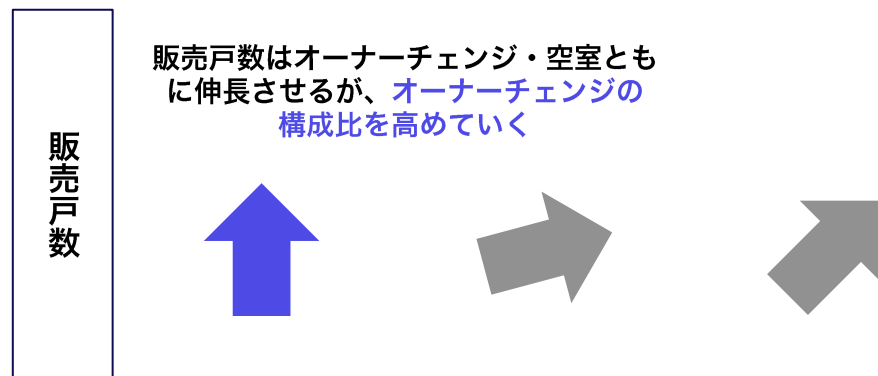 販売戸数
販売戸数はオーナーチェンジ・空室とも
に伸長させるが、オーナーチェンジの
構成比を高めていく